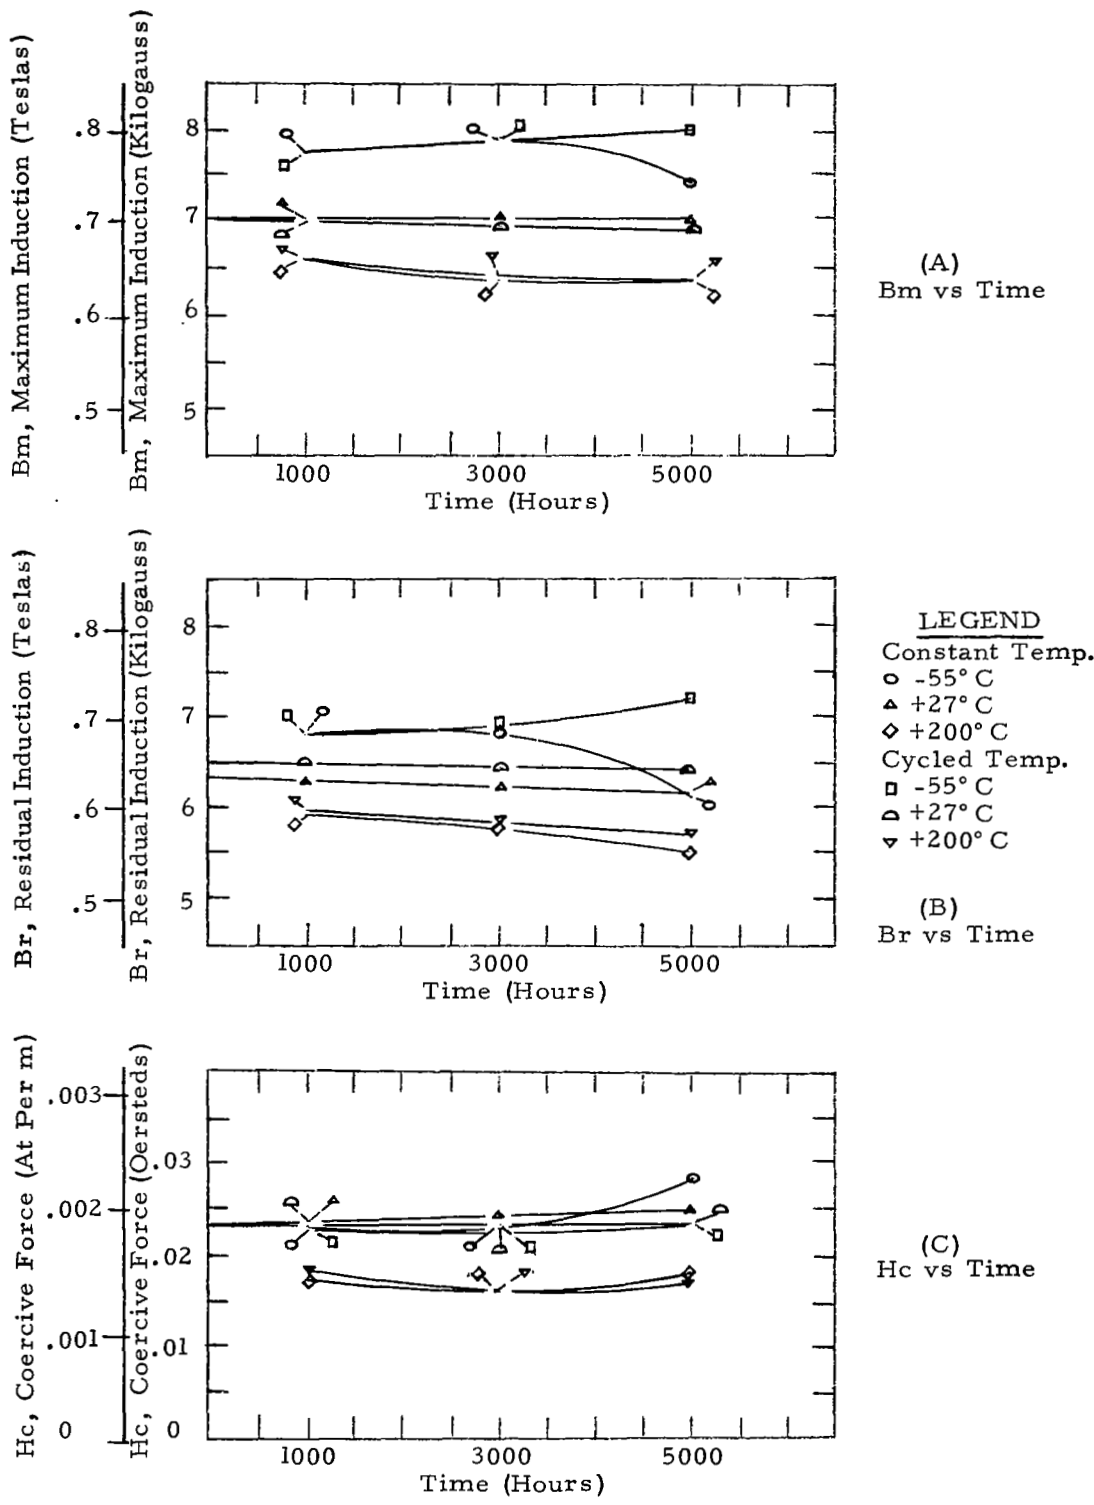 Bm, Maximum Induction (Teslas)
Bm, Maximum Induction (Kilogauss)
.8
.7
.6
.5
8
7
6
5
1000 3000 5000
Time (Hours)
(A)
Bm vs Time
Br, Residual Induction (Teslas)
Br, Residual Induction (Kilogauss)
.8
.7
.6
.5
8
7
6
5
1000 3000 5000
Time (Hours)
LEGEND
Constant Temp.
-55° C
+27° C
+200° C
Cycled Temp.
-55° C
+27° C
+200° C
(B)
Br vs Time
Hc, Coercive Force (At Per m)
Hc, Coercive Force (Oersteds)
.003
.002
.001
0
.03
.02
.01
0
1000 3000 5000
Time (Hours)
(C)
Hc vs Time